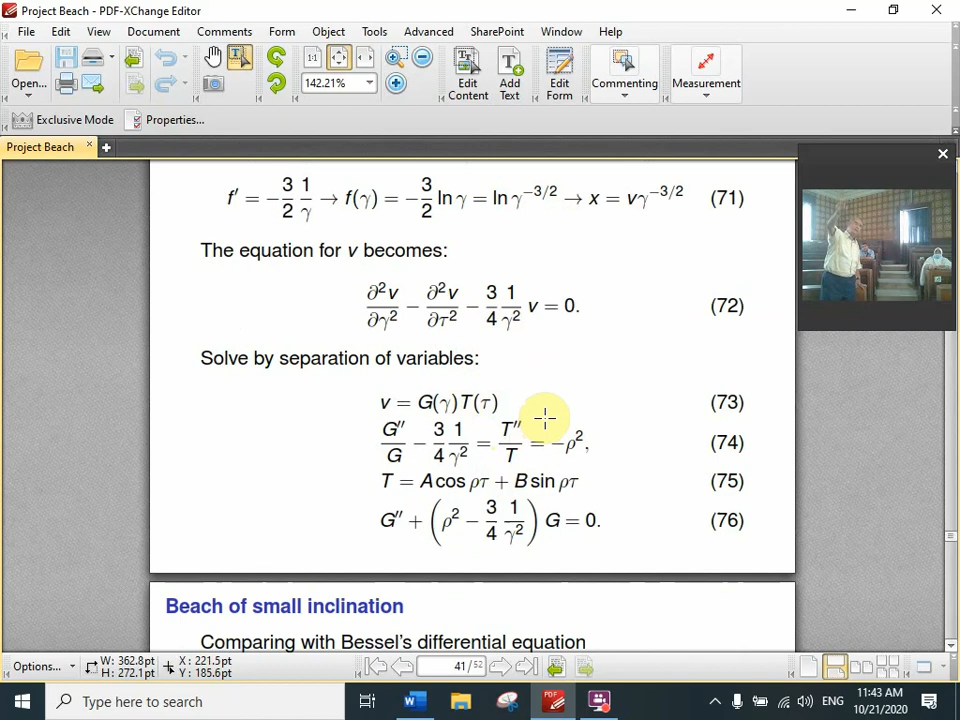 Project Beach - PDF-XChange Editor
File Edit View Document Comments Form Object Tools Advanced SharePoint Window Help
Open...
1:1
142.21%
Edit Content
Add Text
Edit Form
Commenting
Measurement
Exclusive Mode Properties...
Project Beach
f′ = −3/2 1/γ → f(γ) = −3/2 ln γ = ln γ^{−3/2} → x = vγ^{−3/2} (71)
The equation for v becomes:
∂²v/∂γ² − ∂²v/∂τ² − 3/4 1/γ² v = 0. (72)
Solve by separation of variables:
v = G(γ)T(τ) (73)
G″/G − 3/4 1/γ² = T″/T = −ρ², (74)
T = A cos ρτ + B sin ρτ (75)
G″ + (ρ² − 3/4 1/γ²) G = 0. (76)
Beach of small inclination
Comparing with Bessel's differential equation
Options... W: 362.8pt H: 272.1pt X: 221.5pt Y: 185.6pt 41 / 52
Type here to search
ENG
11:43 AM
10/21/2020